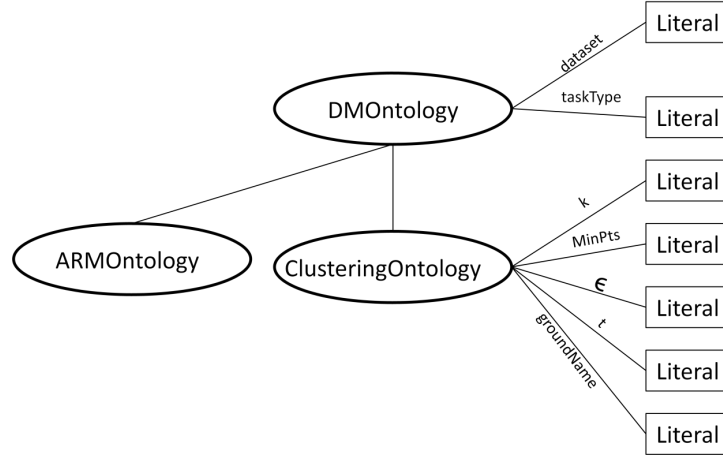 Literal
dataset
DMOntology
taskType
Literal
k
Literal
MinPts
Literal
ARMOntology
ClusteringOntology
ϵ
Literal
t
Literal
groundName
Literal